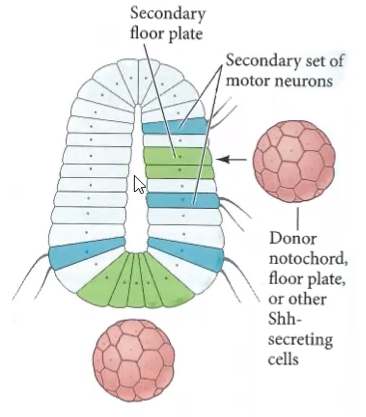 Secondary
floor plate
Secondary set of
motor neurons
Donor
notochord,
floor plate,
or other
Shh-
secreting
cells